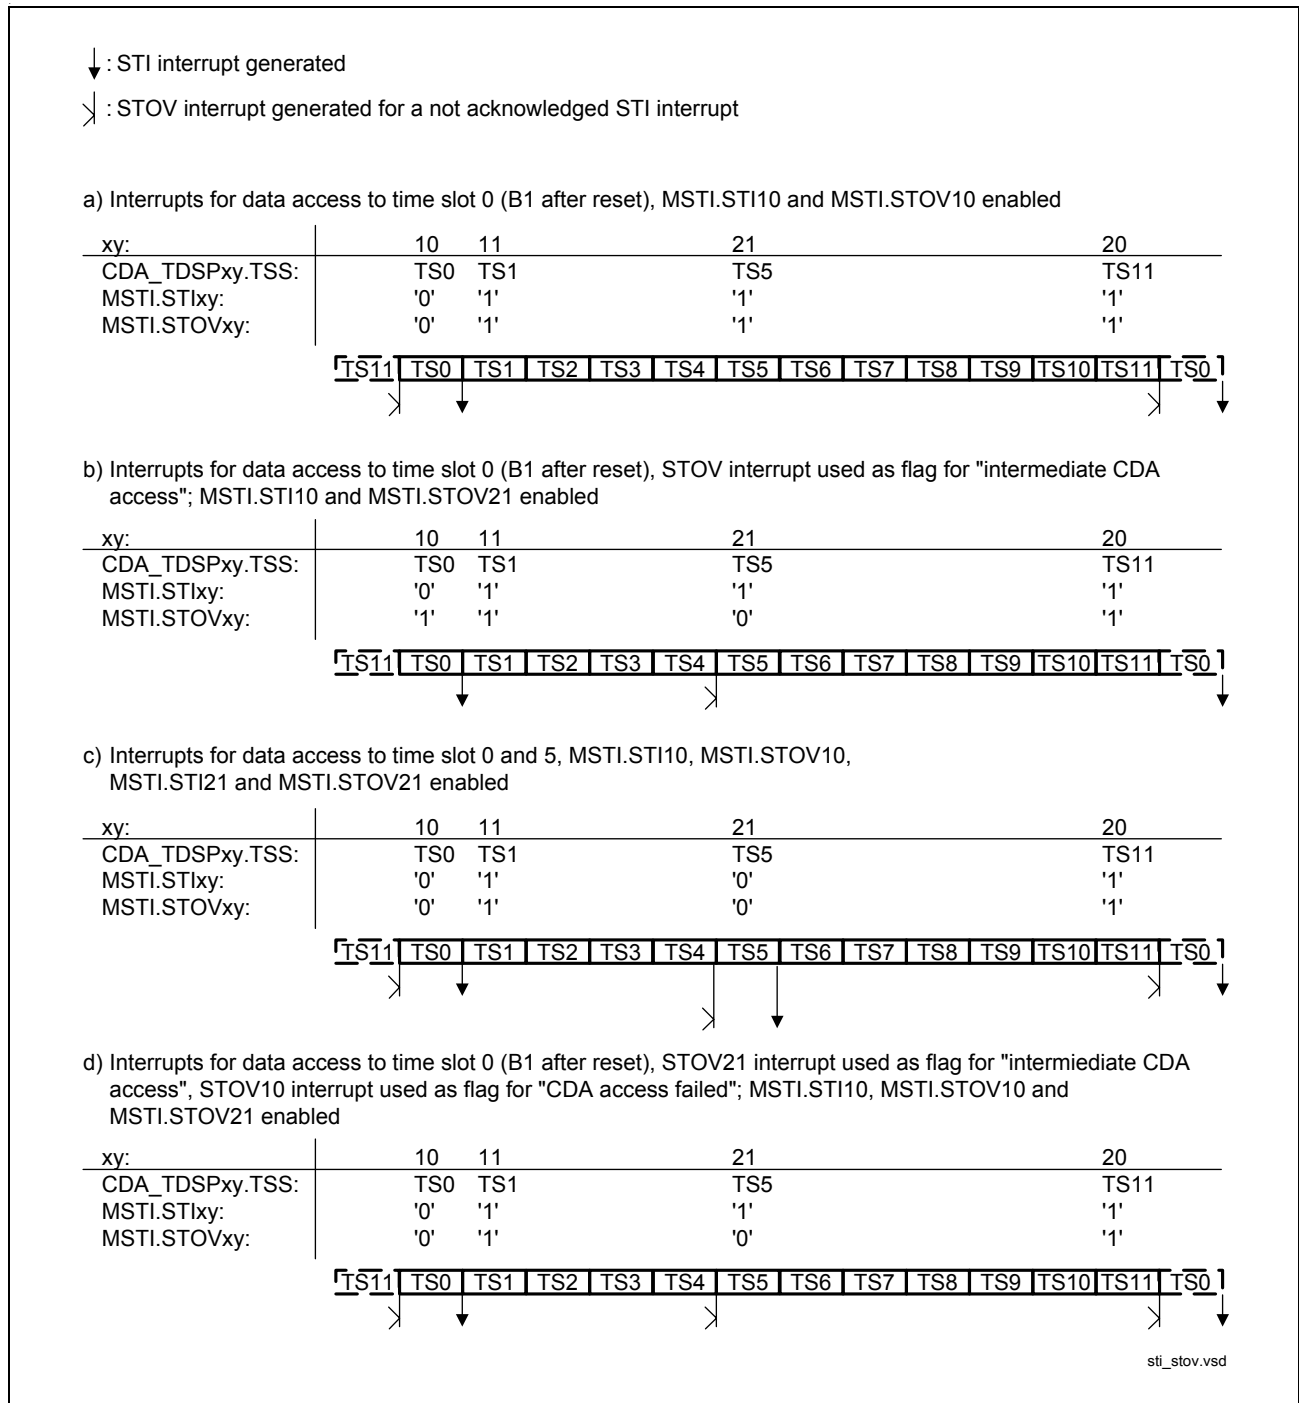 : STI interrupt generated
: STOV interrupt generated for a not acknowledged STI interrupt
a) Interrupts for data access to time slot 0 (B1 after reset), MSTI.STI10 and MSTI.STOV10 enabled
xy: 10 11 21 20
CDA_TDSPxy.TSS: TS0 TS1 TS5 TS11
MSTI.STIxy: '0' '1' '1' '1'
MSTI.STOVxy: '0' '1' '1' '1'
TS11 TS0 TS1 TS2 TS3 TS4 TS5 TS6 TS7 TS8 TS9 TS10 TS11 TS0
b) Interrupts for data access to time slot 0 (B1 after reset), STOV interrupt used as flag for "intermediate CDA
access"; MSTI.STI10 and MSTI.STOV21 enabled
xy: 10 11 21 20
CDA_TDSPxy.TSS: TS0 TS1 TS5 TS11
MSTI.STIxy: '0' '1' '1' '1'
MSTI.STOVxy: '1' '1' '0' '1'
TS11 TS0 TS1 TS2 TS3 TS4 TS5 TS6 TS7 TS8 TS9 TS10 TS11 TS0
c) Interrupts for data access to time slot 0 and 5, MSTI.STI10, MSTI.STOV10,
MSTI.STI21 and MSTI.STOV21 enabled
xy: 10 11 21 20
CDA_TDSPxy.TSS: TS0 TS1 TS5 TS11
MSTI.STIxy: '0' '1' '0' '1'
MSTI.STOVxy: '0' '1' '0' '1'
TS11 TS0 TS1 TS2 TS3 TS4 TS5 TS6 TS7 TS8 TS9 TS10 TS11 TS0
d) Interrupts for data access to time slot 0 (B1 after reset), STOV21 interrupt used as flag for "intermiediate CDA
access", STOV10 interrupt used as flag for "CDA access failed"; MSTI.STI10, MSTI.STOV10 and
MSTI.STOV21 enabled
xy: 10 11 21 20
CDA_TDSPxy.TSS: TS0 TS1 TS5 TS11
MSTI.STIxy: '0' '1' '1' '1'
MSTI.STOVxy: '0' '1' '0' '1'
TS11 TS0 TS1 TS2 TS3 TS4 TS5 TS6 TS7 TS8 TS9 TS10 TS11 TS0
sti_stov.vsd